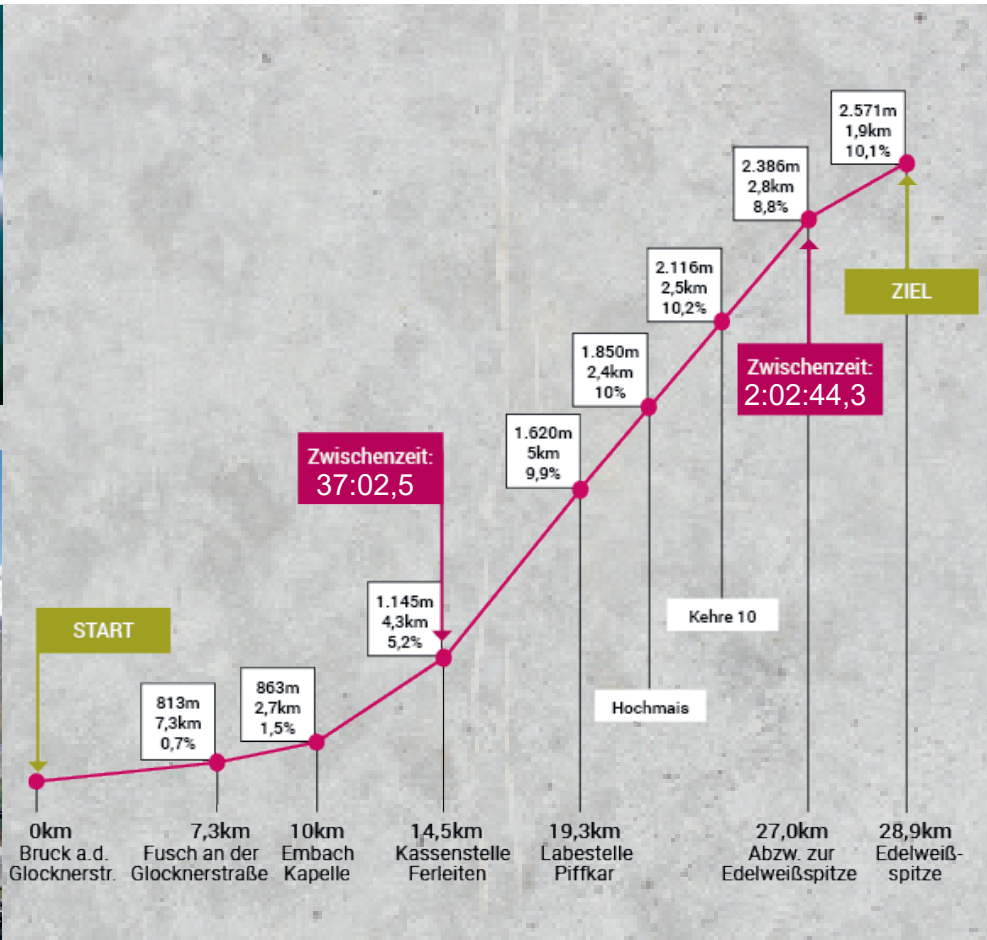 2.571m
1,9km
10,1%
2.386m
2,8km
8,8%
ZIEL
2.116m
2,5km
10,2%
Zwischenzeit:
2:02:44,3
1.850m
2,4km
10%
1.620m
5km
9,9%
Zwischenzeit:
37:02,5
1.145m
4,3km
5,2%
START
Kehre 10
863m
2,7km
1,5%
813m
7,3km
0,7%
Hochmais
0km
Bruck a.d.
Glocknerstr.
7,3km
Fusch an der
Glocknerstraße
10km
Embach
Kapelle
14,5km
Kassenstelle
Ferleiten
19,3km
Labestelle
Piffkar
27,0km
Abzw. zur
Edelweißspitze
28,9km
Edelweiß-
spitze